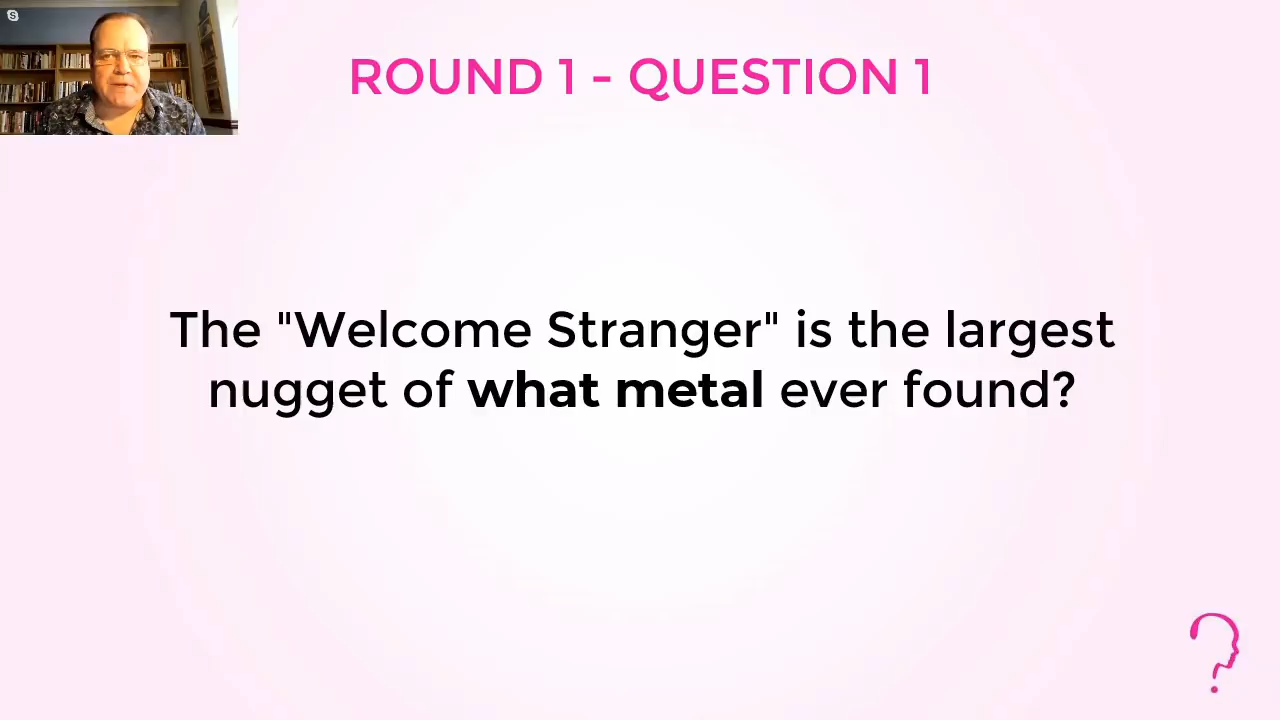 ROUND 1 - QUESTION 1
The "Welcome Stranger" is the largest
nugget of what metal ever found?